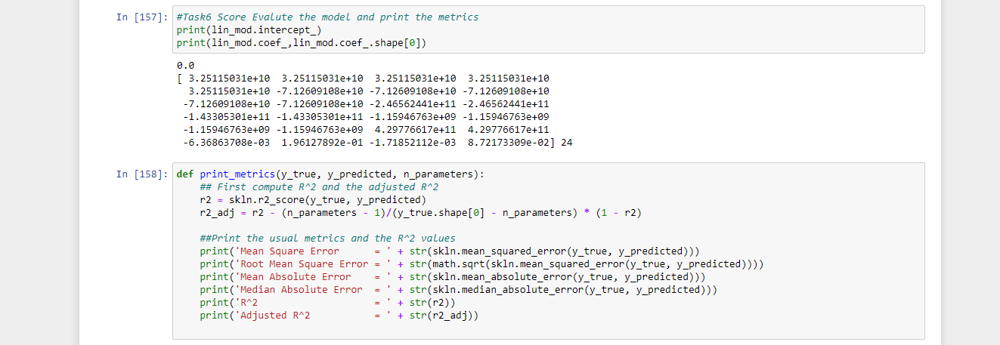 In [157]: #Task6 Score Evalute the model and print the metrics
print(lin_mod.intercept_)
print(lin_mod.coef_,lin_mod.coef_.shape[0])
0.0
[ 3.25115031e+10  3.25115031e+10  3.25115031e+10  3.25115031e+10
  3.25115031e+10 -7.12609108e+10 -7.12609108e+10 -7.12609108e+10
 -7.12609108e+10 -7.12609108e+10 -2.46562441e+11 -2.46562441e+11
 -1.43305301e+11 -1.43305301e+11 -1.15946763e+09 -1.15946763e+09
 -1.15946763e+09 -1.15946763e+09  4.29776617e+11  4.29776617e+11
 -6.36863708e-03  1.96127892e-01 -1.71852112e-03  8.72173309e-02] 24
In [158]: def print_metrics(y_true, y_predicted, n_parameters):
    ## First compute R^2 and the adjusted R^2
    r2 = skln.r2_score(y_true, y_predicted)
    r2_adj = r2 - (n_parameters - 1)/(y_true.shape[0] - n_parameters) * (1 - r2)
    ##Print the usual metrics and the R^2 values
    print('Mean Square Error      = ' + str(skln.mean_squared_error(y_true, y_predicted)))
    print('Root Mean Square Error = ' + str(math.sqrt(skln.mean_squared_error(y_true, y_predicted))))
    print('Mean Absolute Error    = ' + str(skln.mean_absolute_error(y_true, y_predicted)))
    print('Median Absolute Error  = ' + str(skln.median_absolute_error(y_true, y_predicted)))
    print('R^2                    = ' + str(r2))
    print('Adjusted R^2           = ' + str(r2_adj))